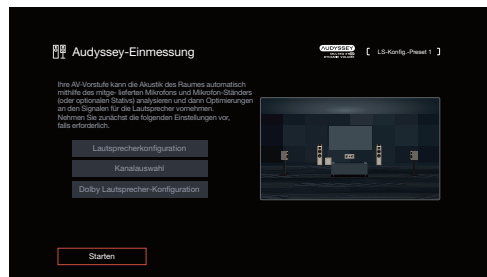 Audyssey-Einmessung
AUDYSSEY
[ LS-Konfig.-Preset 1 ]
Ihre AV-Vorstufe kann die Akustik des Raumes automatisch
mithilfe des mitge- lieferten Mikrofons und Mikrofon-Ständers
(oder optionalen Stativs) analysieren und dann Optimierungen
an den Signalen für die Lautsprecher vornehmen.
Nehmen Sie zunächst die folgenden Einstellungen vor,
falls erforderlich.
Lautsprecherkonfiguration
Kanalauswahl
Dolby Lautsprecher-Konfiguration
Starten